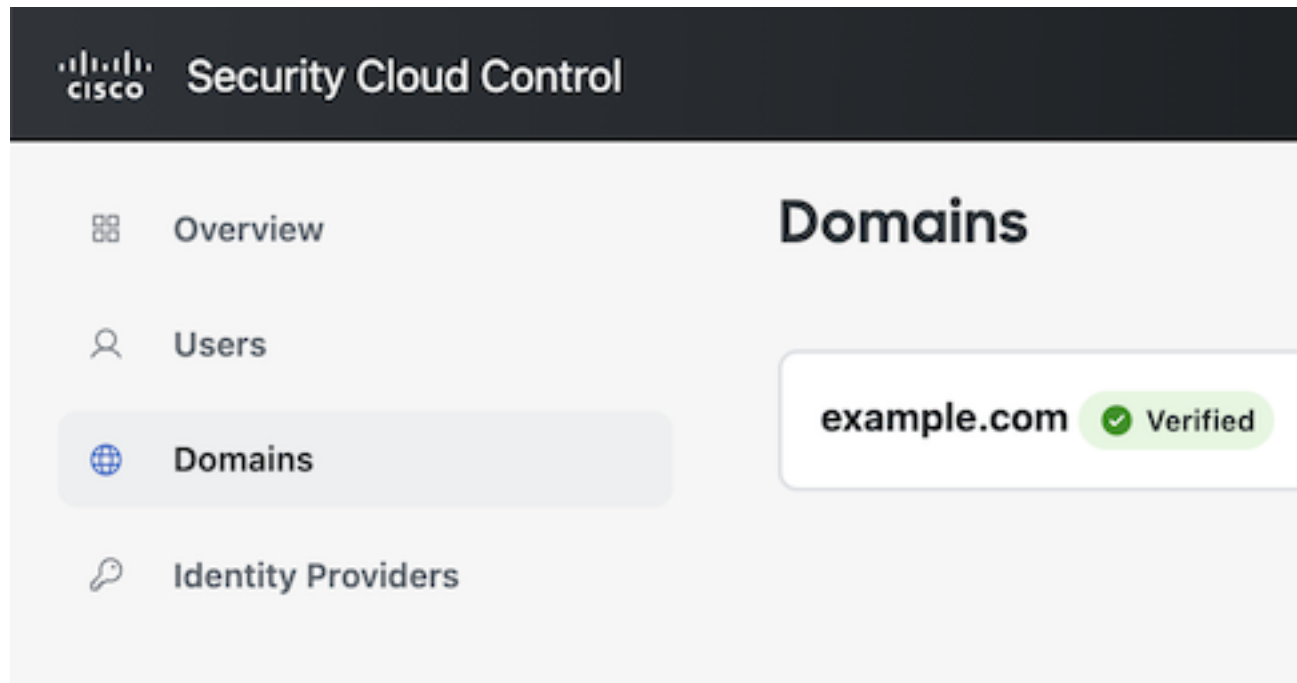 cisco Security Cloud Control
Overview
Users
Domains
Identity Providers
Domains
example.com Verified